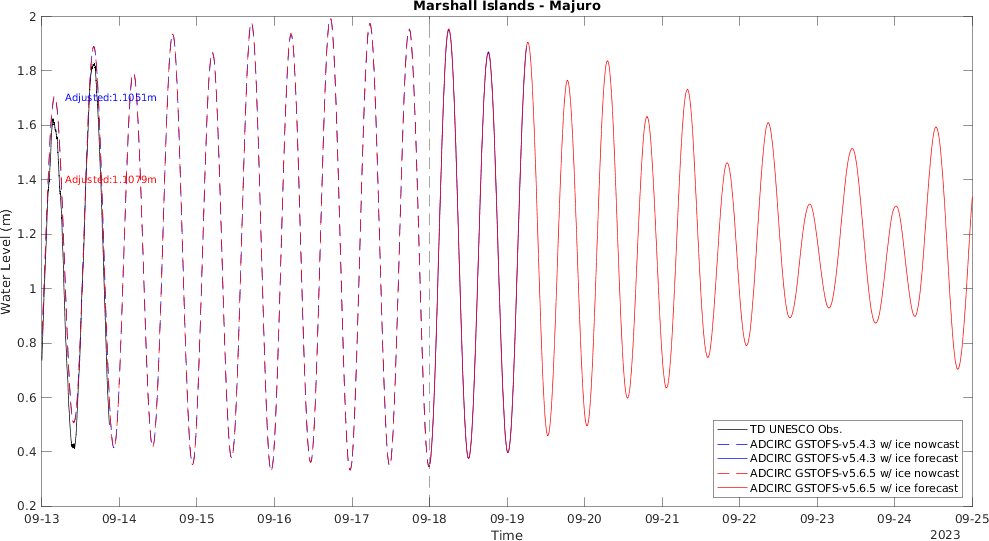 Marshall Islands - Majuro
2
1.8
1.6
1.4
1.2
1
0.8
0.6
0.4
0.2
Water Level (m)
Adjusted:1.1051m
Adjusted:1.1079m
TD UNESCO Obs.
ADCIRC GSTOFS-v5.4.3 w/ ice nowcast
ADCIRC GSTOFS-v5.4.3 w/ ice forecast
ADCIRC GSTOFS-v5.6.5 w/ ice nowcast
ADCIRC GSTOFS-v5.6.5 w/ ice forecast
09-13 09-14 09-15 09-16 09-17 09-18 09-19 09-20 09-21 09-22 09-23 09-24 09-25
Time
2023